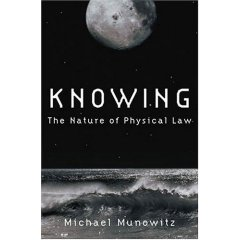 KNOWING
The Nature of Physical Law
Michael Munowitz